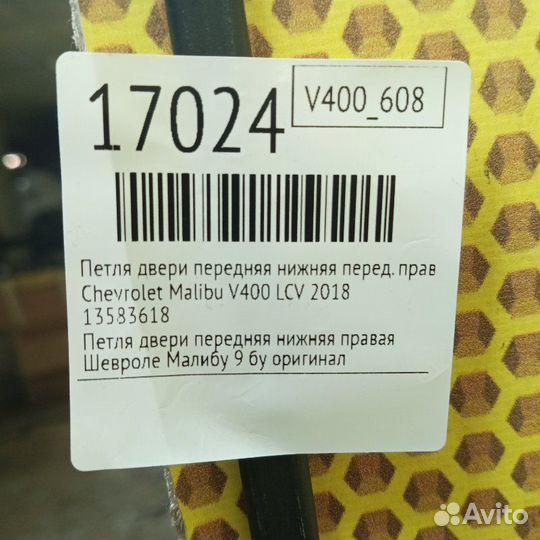 17024
V400_608
Петля двери передняя нижняя перед. прав
Chevrolet Malibu V400 LCV 2018
13583618
Петля двери передняя нижняя правая
Шевроле Малибу 9 бу оригинал
Avito